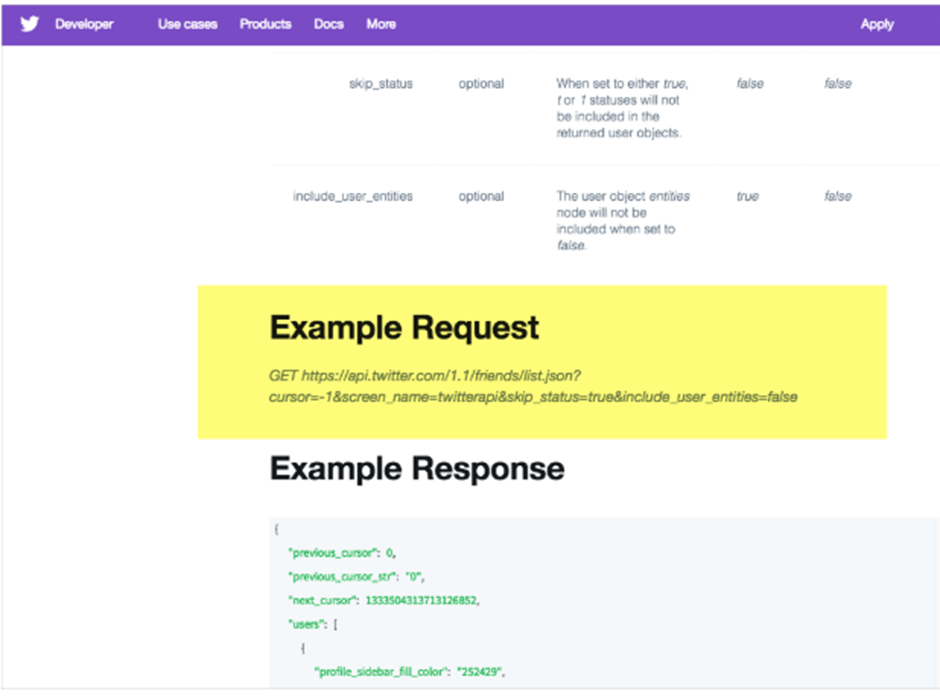 Developer Use cases Products Docs More Apply
skip_status optional When set to either true, false false
t or 1 statuses will not
be included in the
returned user objects.
include_user_entities optional The user object entities true false
node will not be
included when set to
false.
Example Request
GET https://api.twitter.com/1.1/friends/list.json?
cursor=-1&screen_name=twitterapi&skip_status=true&include_user_entities=false
Example Response
{
"previous_cursor": 0,
"previous_cursor_str": "0",
"next_cursor": 1333504313713126852,
"users": [
{
"profile_sidebar_fill_color": "252429",